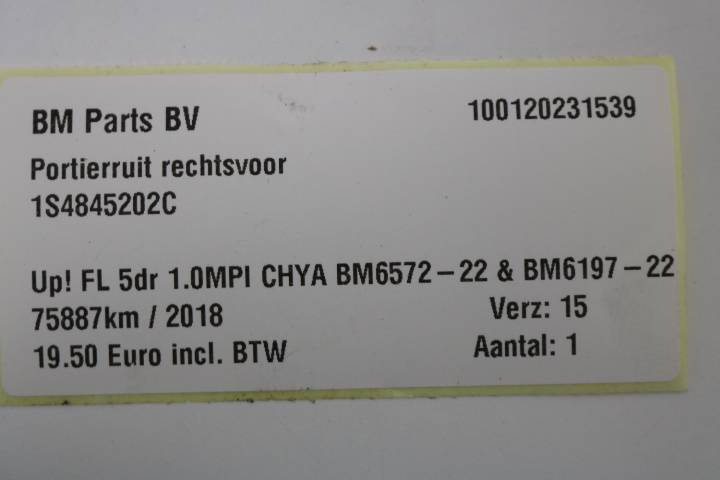 BM Parts BV 100120231539
Portierruit rechtsvoor
1S4845202C
Up! FL 5dr 1.0MPI CHYA BM6572-22 & BM6197-22
75887km / 2018 Verz: 15
19.50 Euro incl. BTW Aantal: 1